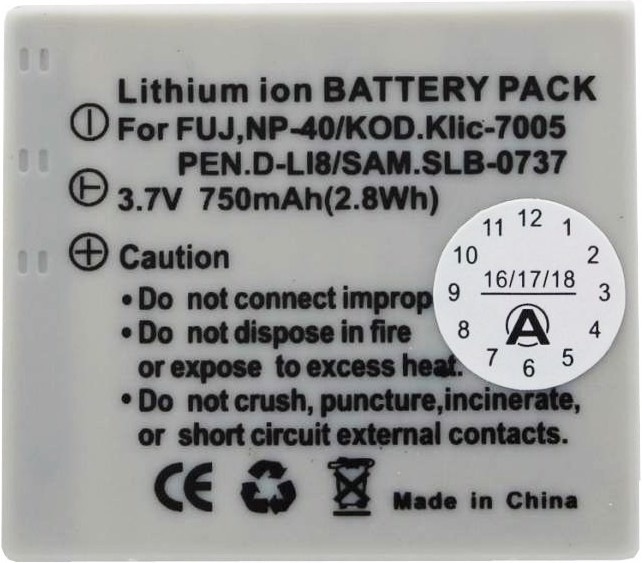 Lithium ion BATTERY PACK
For FUJ,NP-40/KOD.Klic-7005
PEN.D-LI8/SAM.SLB-0737
3.7V 750mAh(2.8Wh)
Caution
• Do not connect improp
• Do not dispose in fire
or expose to excess heat.
• Do not crush, puncture,incinerate,
or short circuit external contacts.
CE
Made in China
11 12 1
10 2
16/17/18
9 3
8 A 4
7 6 5